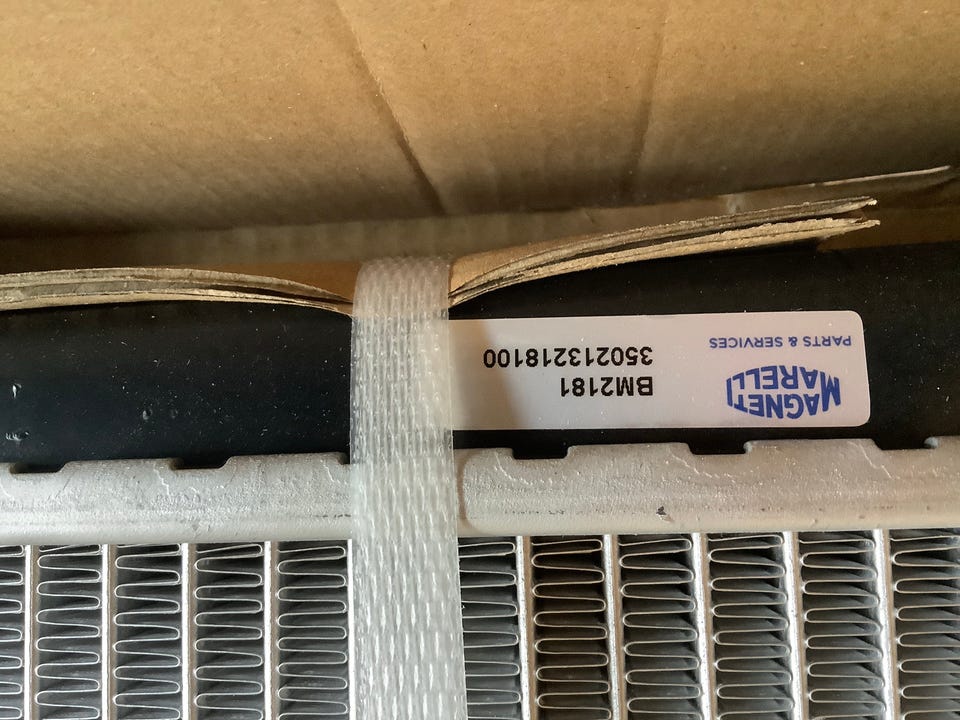 MAGNETI
MARELLI
PARTS & SERVICES
BM2181
350213218100